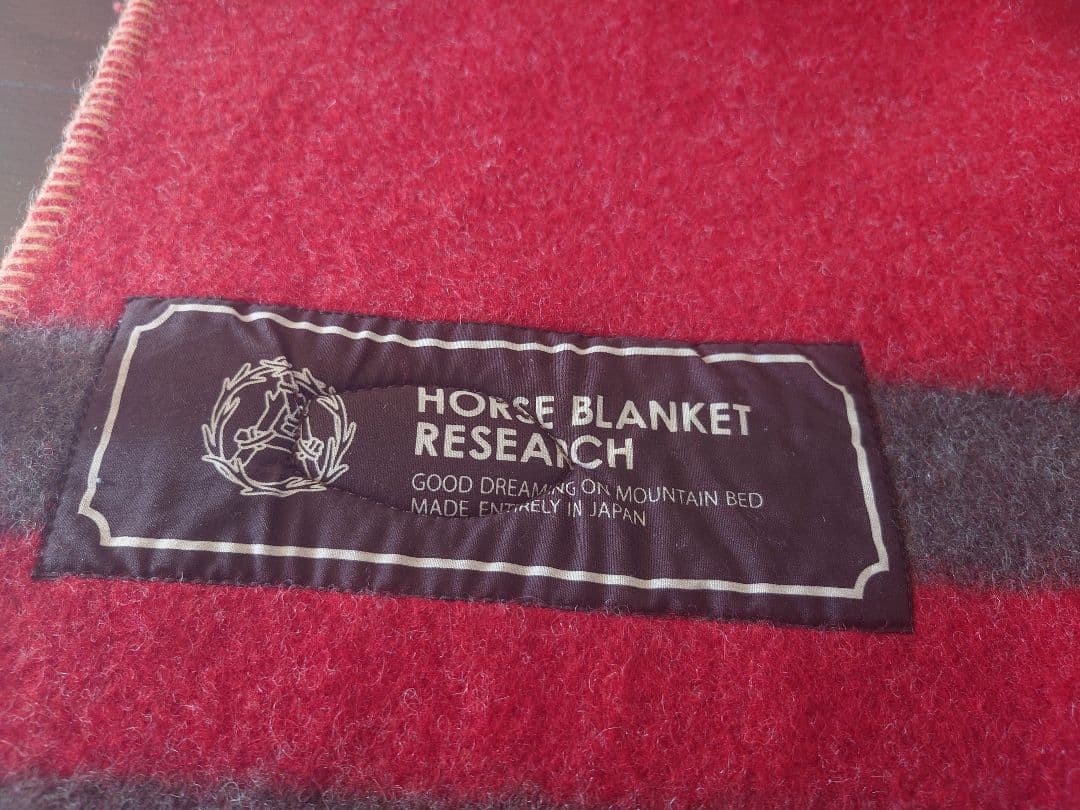 HORSE BLANKET
RESEARCH
GOOD DREAMING ON MOUNTAIN BED
MADE ENTIRELY IN JAPAN